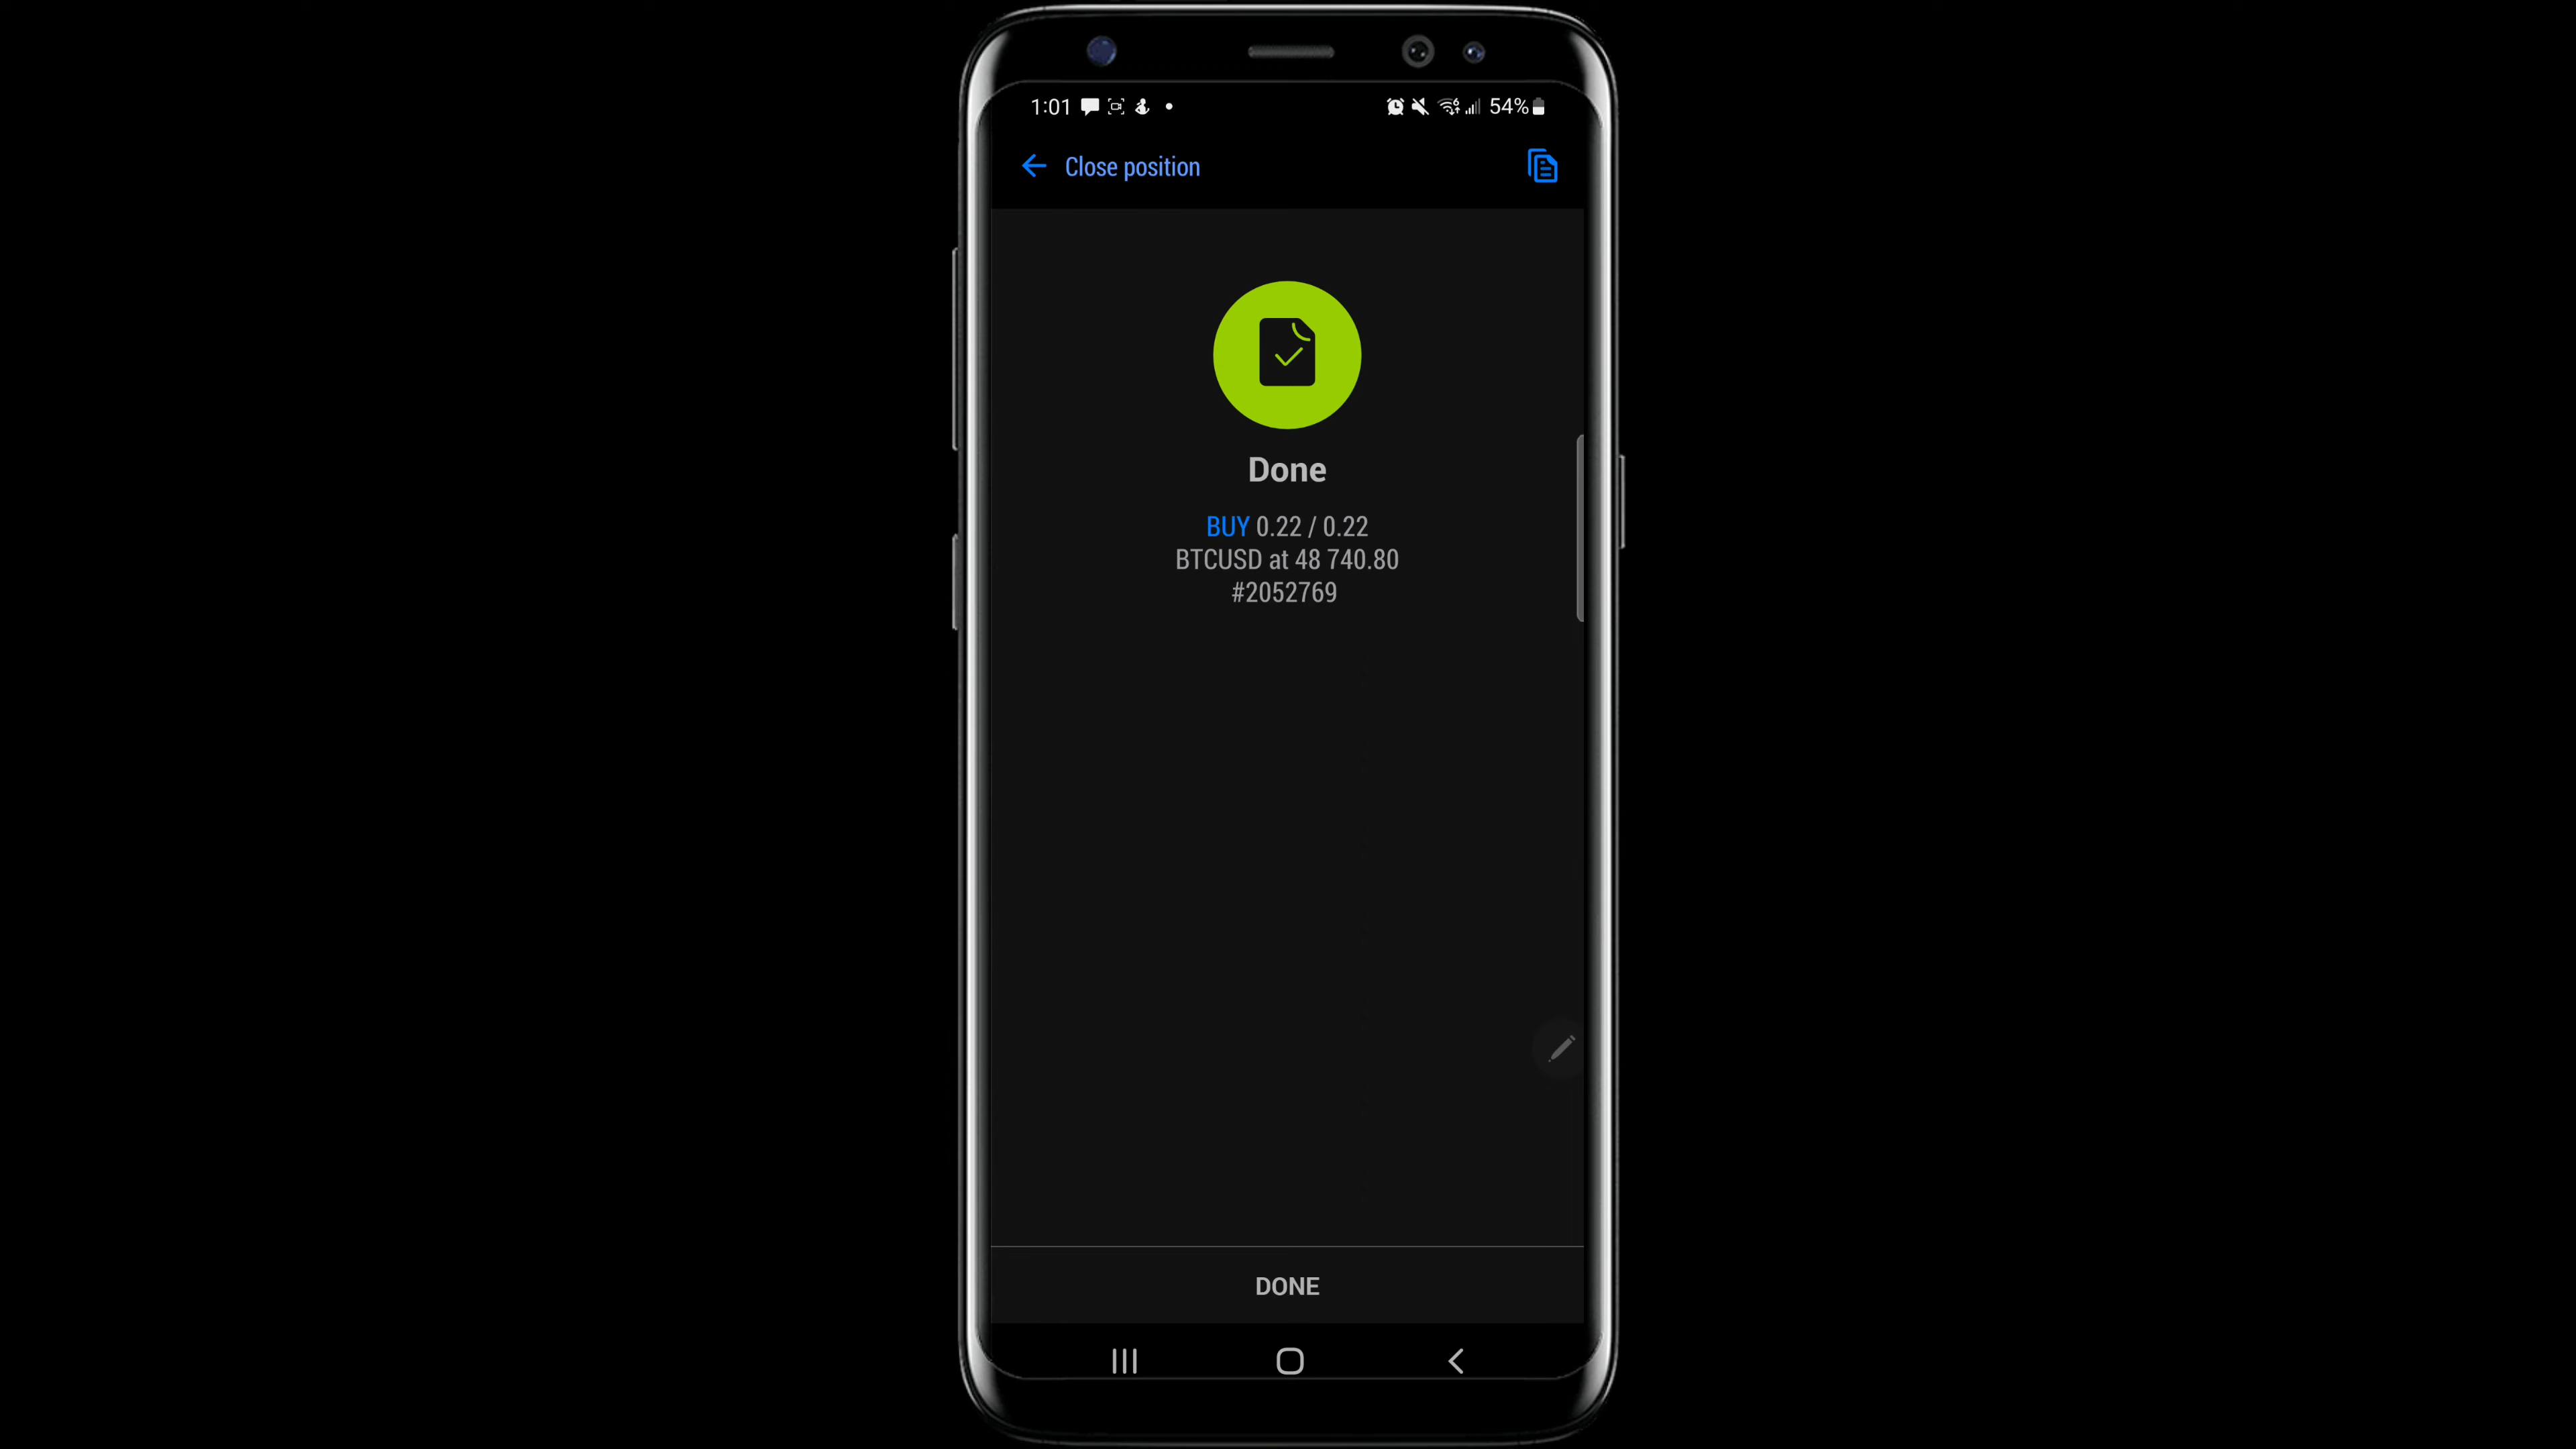 1:01
54%
Close position
Done
BUY 0.22 / 0.22
BTCUSD at 48 740.80
#2052769
DONE